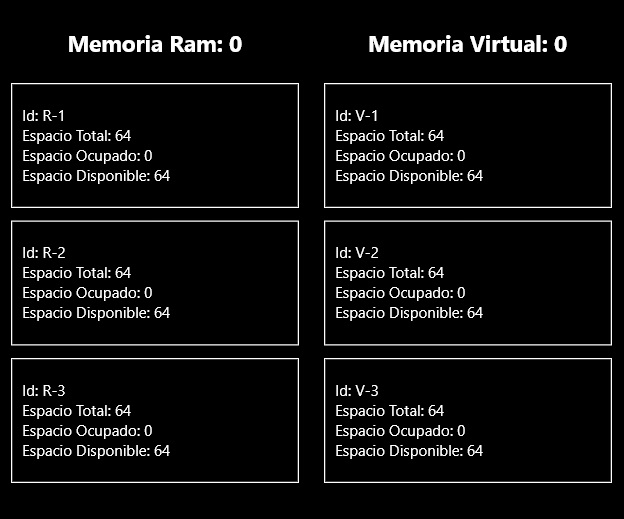 Memoria Ram: 0
Id: R-1
Espacio Total: 64
Espacio Ocupado: 0
Espacio Disponible: 64
Id: R-2
Espacio Total: 64
Espacio Ocupado: 0
Espacio Disponible: 64
Id: R-3
Espacio Total: 64
Espacio Ocupado: 0
Espacio Disponible: 64
Memoria Virtual: 0
Id: V-1
Espacio Total: 64
Espacio Ocupado: 0
Espacio Disponible: 64
Id: V-2
Espacio Total: 64
Espacio Ocupado: 0
Espacio Disponible: 64
Id: V-3
Espacio Total: 64
Espacio Ocupado: 0
Espacio Disponible: 64